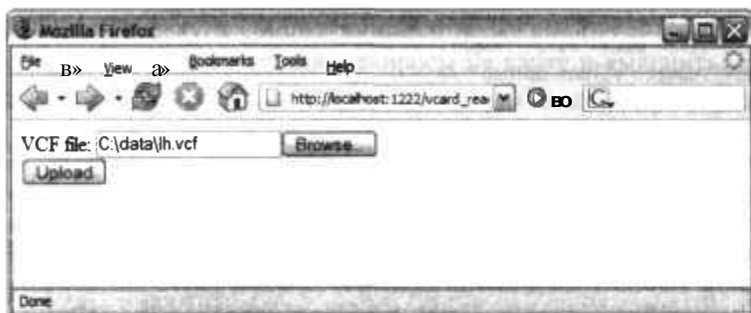 Mozilla Firefox
File в» View а» Bookmarks Tools Help
http://localhost:1222/vcard_rea во G
VCF file: C:\data\lh.vcf Browse...
Upload
Done